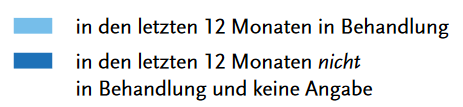 in den letzten 12 Monaten in Behandlung
in den letzten 12 Monaten nicht
in Behandlung und keine Angabe